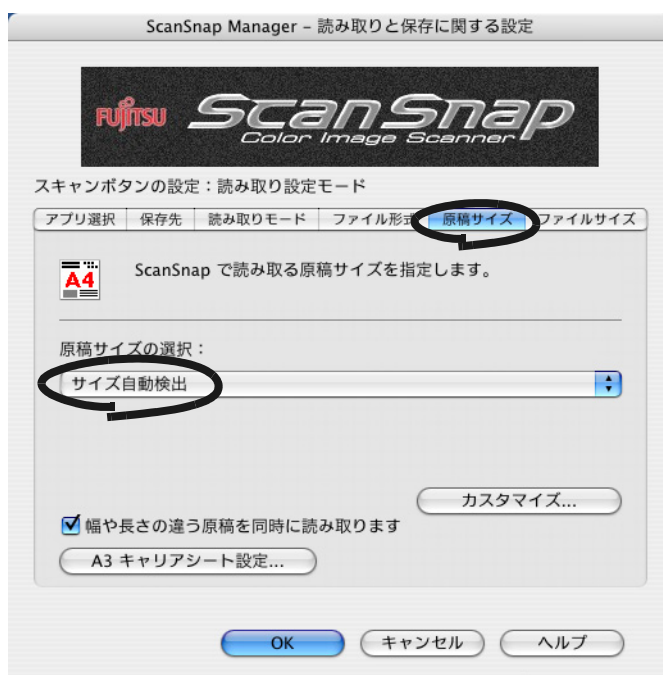 ScanSnap Manager – 読み取りと保存に関する設定
FUJITSU ScanSnap
Color Image Scanner
スキャンボタンの設定：読み取り設定モード
アプリ選択 保存先 読み取りモード ファイル形式 原稿サイズ ファイルサイズ
A4 ScanSnap で読み取る原稿サイズを指定します。
原稿サイズの選択：
サイズ自動検出
カスタマイズ...
幅や長さの違う原稿を同時に読み取ります
A3 キャリアシート設定...
OK キャンセル ヘルプ